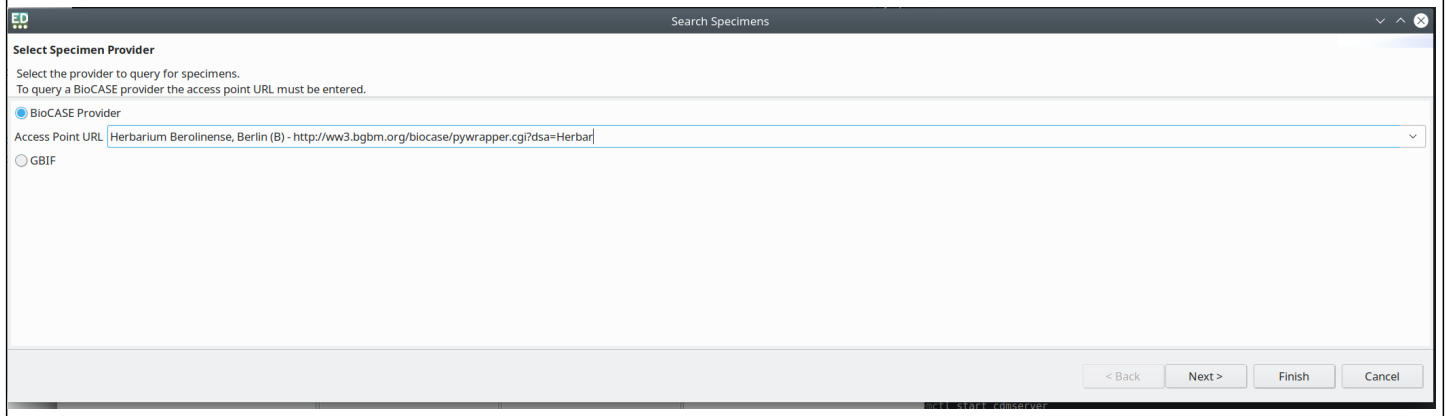 ED
Search Specimens
Select Specimen Provider
Select the provider to query for specimens.
To query a BioCASE provider the access point URL must be entered.
BioCASE Provider
Access Point URL Herbarium Berolinense, Berlin (B) - http://ww3.bgbm.org/biocase/pywrapper.cgi?dsa=Herbar
GBIF
< Back Next > Finish Cancel
start cdmserver